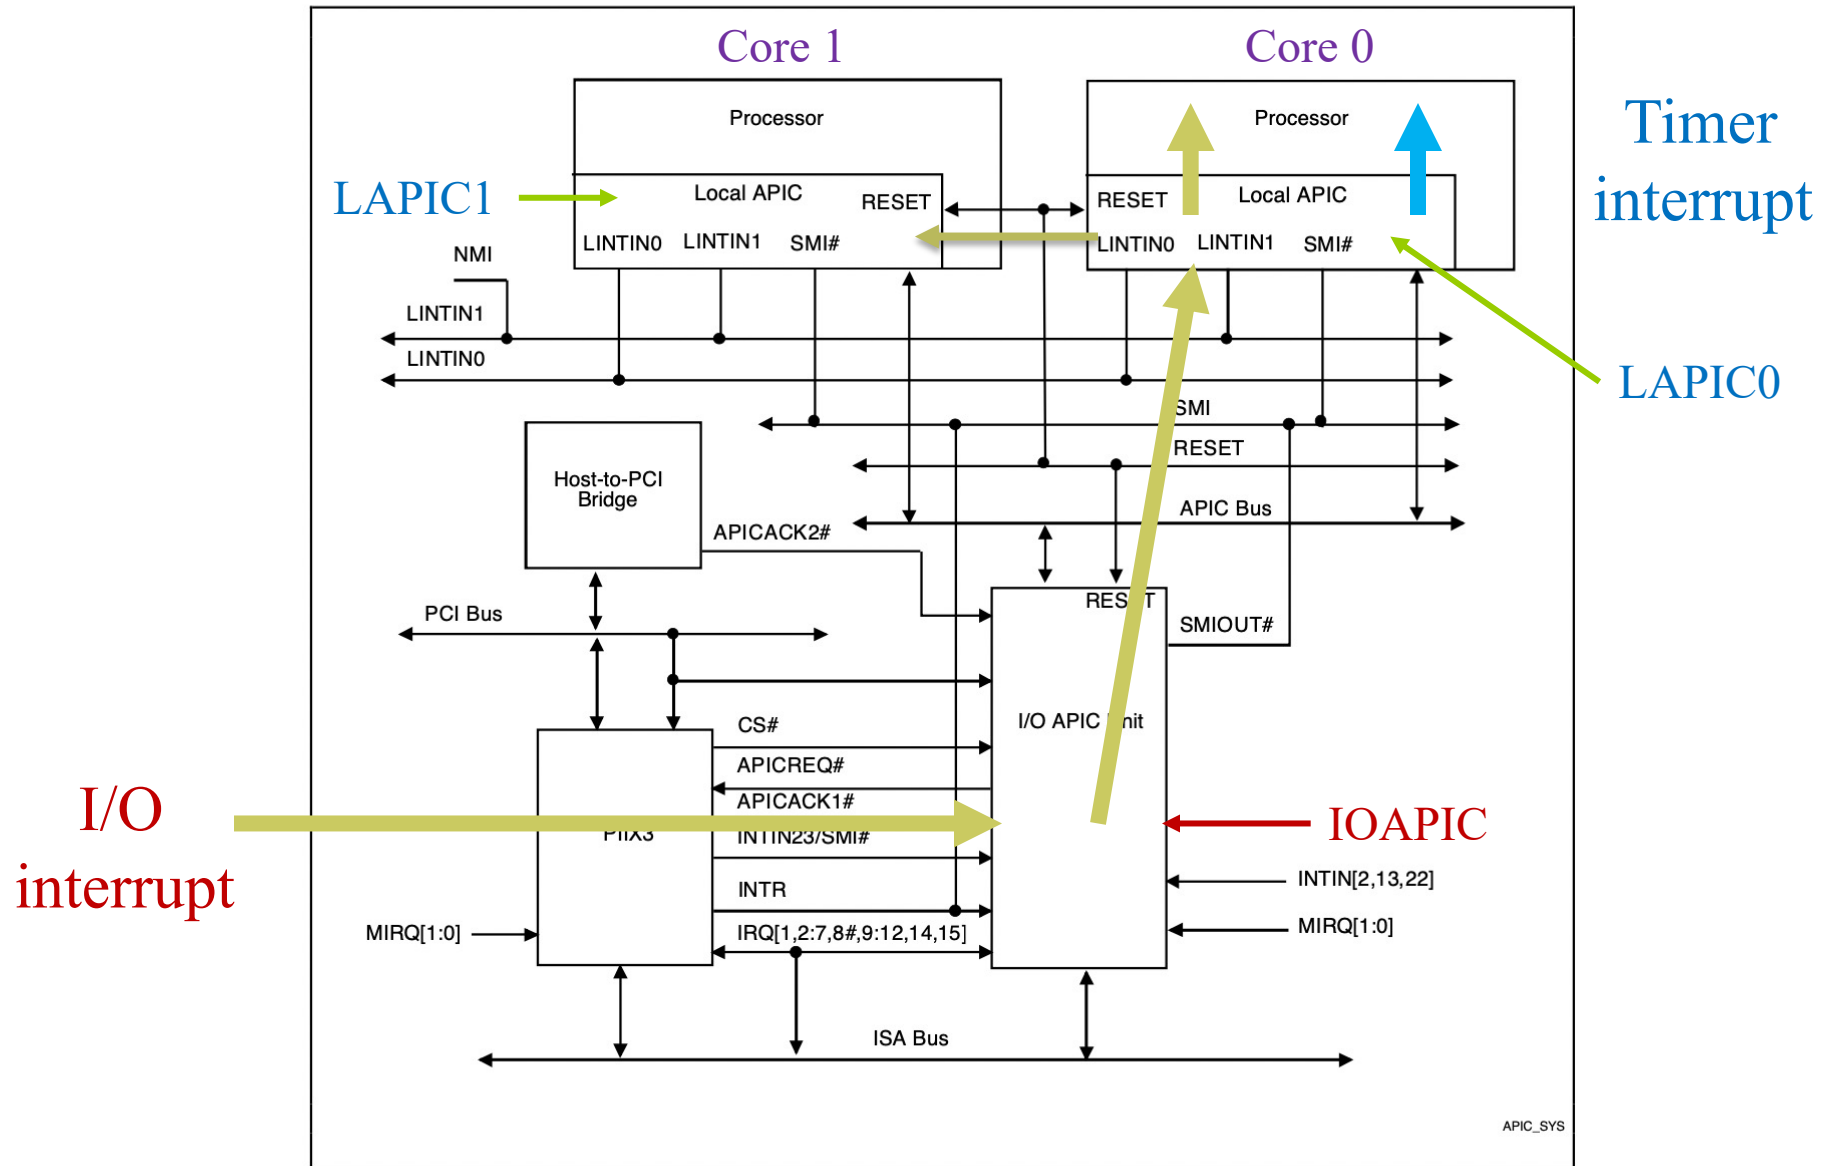 Core 1
Core 0
Processor
Processor
Timer
interrupt
LAPIC1
Local APIC
RESET
RESET
Local APIC
LINTIN0
LINTIN1
SMI#
LINTIN0
LINTIN1
SMI#
NMI
LINTIN1
LINTIN0
LAPIC0
SMI
RESET
Host-to-PCI
Bridge
APIC Bus
APICACK2#
RESET
PCI Bus
SMIOUT#
I/O APIC Unit
CS#
APICREQ#
APICACK1#
I/O
interrupt
PIIX3
INTIN23/SMI#
IOAPIC
INTR
INTIN[2,13,22]
MIRQ[1:0]
IRQ[1,2:7,8#,9:12,14,15]
MIRQ[1:0]
ISA Bus
APIC_SYS